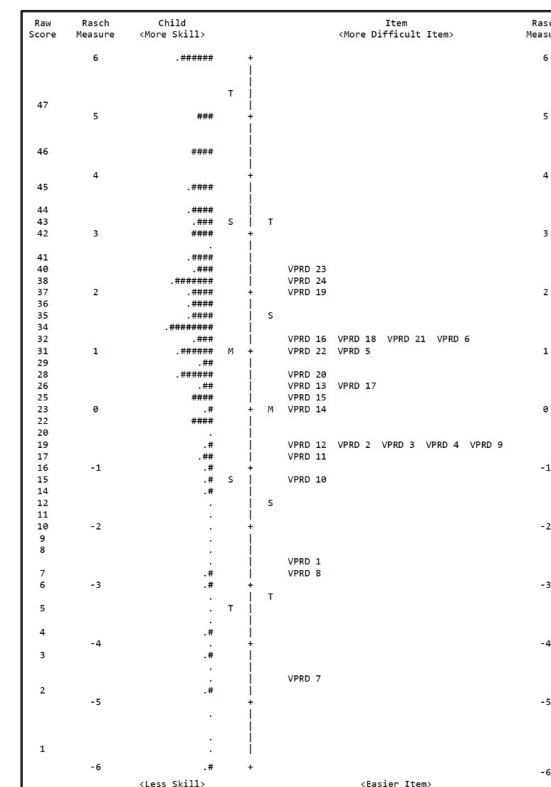 Raw Rasch Child Item Rasc
Score Measure <More Skill> <More Difficult Item> Measu
6 .###### + 6
|
|
T |
47 |
5 ### + 5
|
|
46 #### |
|
4 + 4
45 .#### |
|
44 .#### |
43 .### S | T
42 3 #### + 3
. |
41 .#### |
40 .### | VPRD 23
38 .####### | VPRD 24
37 2 .#### + VPRD 19 2
36 .#### |
35 .#### | S
34 .######## |
32 .### | VPRD 16 VPRD 18 VPRD 21 VPRD 6
31 1 .###### M + VPRD 22 VPRD 5 1
29 .## |
28 .###### | VPRD 20
26 .## | VPRD 13 VPRD 17
25 #### | VPRD 15
23 0 .# + M VPRD 14 0
22 #### |
20 . |
19 .# | VPRD 12 VPRD 2 VPRD 3 VPRD 4 VPRD 9
17 .## | VPRD 11
16 -1 .# + -1
15 .# S | VPRD 10
14 .# |
12 . | S
11 . |
10 -2 . + -2
9 . |
8 . |
. | VPRD 1
7 .# | VPRD 8
6 -3 .# + -3
. | T
5 . T |
. |
4 .# |
-4 . + -4
3 .# |
. |
. | VPRD 7
2 .# |
-5 + -5
. |
|
. |
1 . |
-6 .# + -6
<Less Skill> <Easier Item>